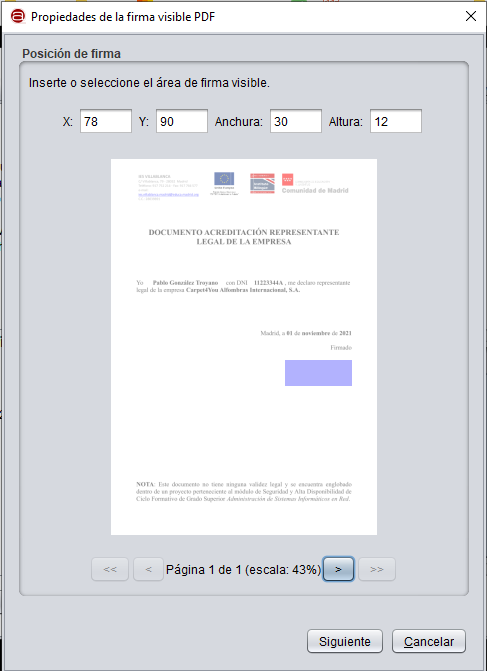 Propiedades de la firma visible PDF
Posición de firma
Inserte o seleccione el área de firma visible.
X: 78 Y: 90 Anchura: 30 Altura: 12
IES VILLABLANCA
Comunidad de Madrid
DOCUMENTO ACREDITACIÓN REPRESENTANTE
LEGAL DE LA EMPRESA
Yo Pablo González Troyano con DNI 11223344A , me declaro representante
legal de la empresa Carpet4You Alfombras Internacional, S.A.
Madrid, a 01 de noviembre de 2021
Firmado
NOTA: Este documento no tiene ninguna validez legal y se encuentra englobado
dentro de un proyecto perteneciente al módulo de Seguridad y Alta Disponibilidad de
Ciclo Formativo de Grado Superior Administración de Sistemas Informáticos en Red.
<< < Página 1 de 1 (escala: 43%) > >>
Siguiente Cancelar